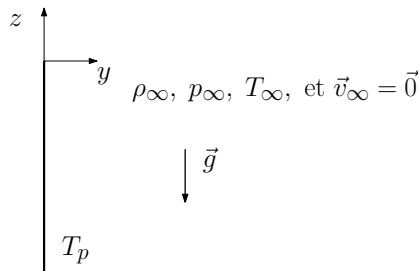 z
y
ρ∞, p∞, T∞, et v⃗∞ = 0⃗
g⃗
Tp